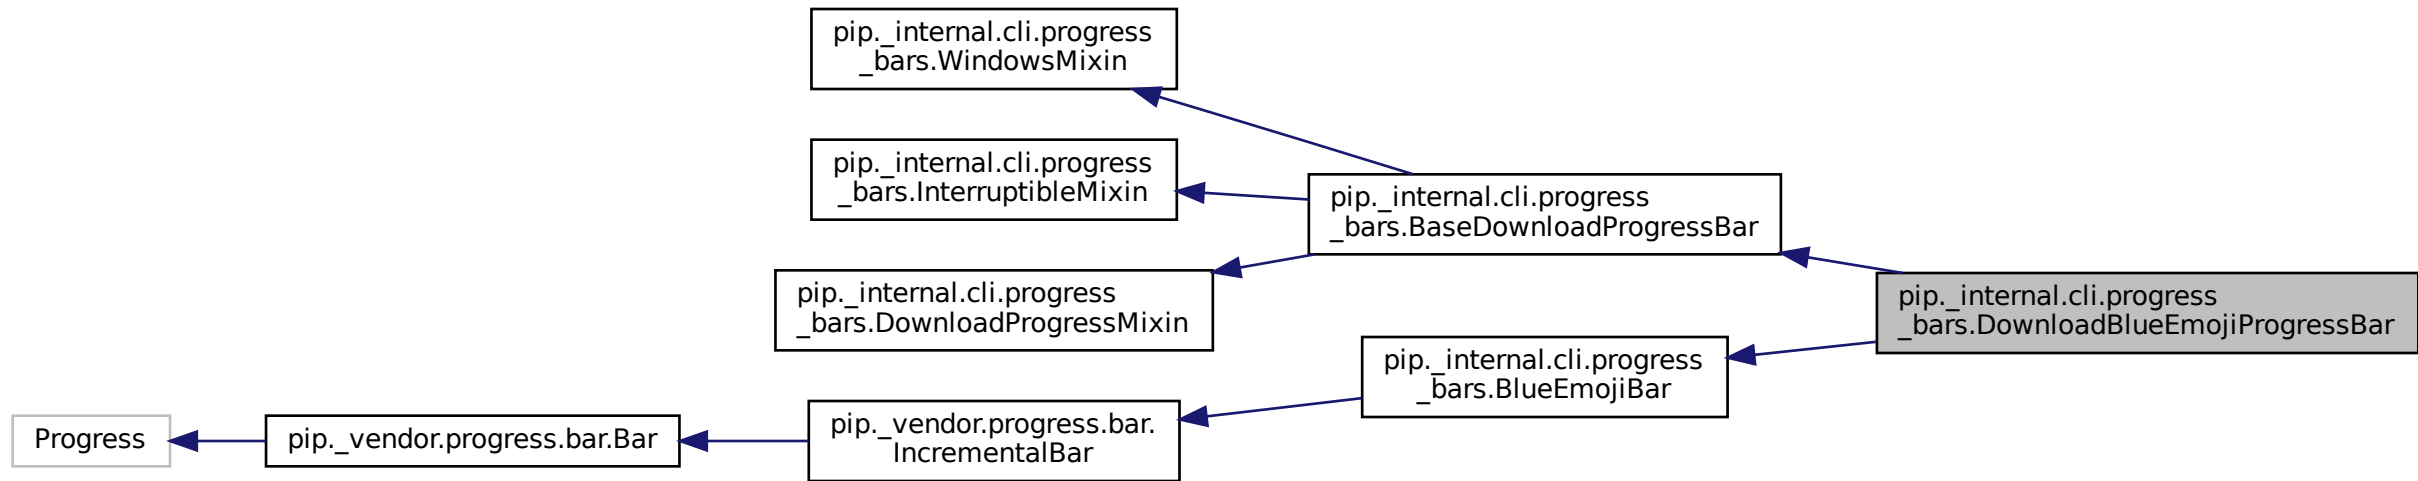 pip._internal.cli.progress
_bars.WindowsMixin
pip._internal.cli.progress
_bars.InterruptibleMixin
pip._internal.cli.progress
_bars.BaseDownloadProgressBar
pip._internal.cli.progress
_bars.DownloadProgressMixin
pip._internal.cli.progress
_bars.DownloadBlueEmojiProgressBar
pip._internal.cli.progress
_bars.BlueEmojiBar
Progress
pip._vendor.progress.bar.Bar
pip._vendor.progress.bar.
IncrementalBar